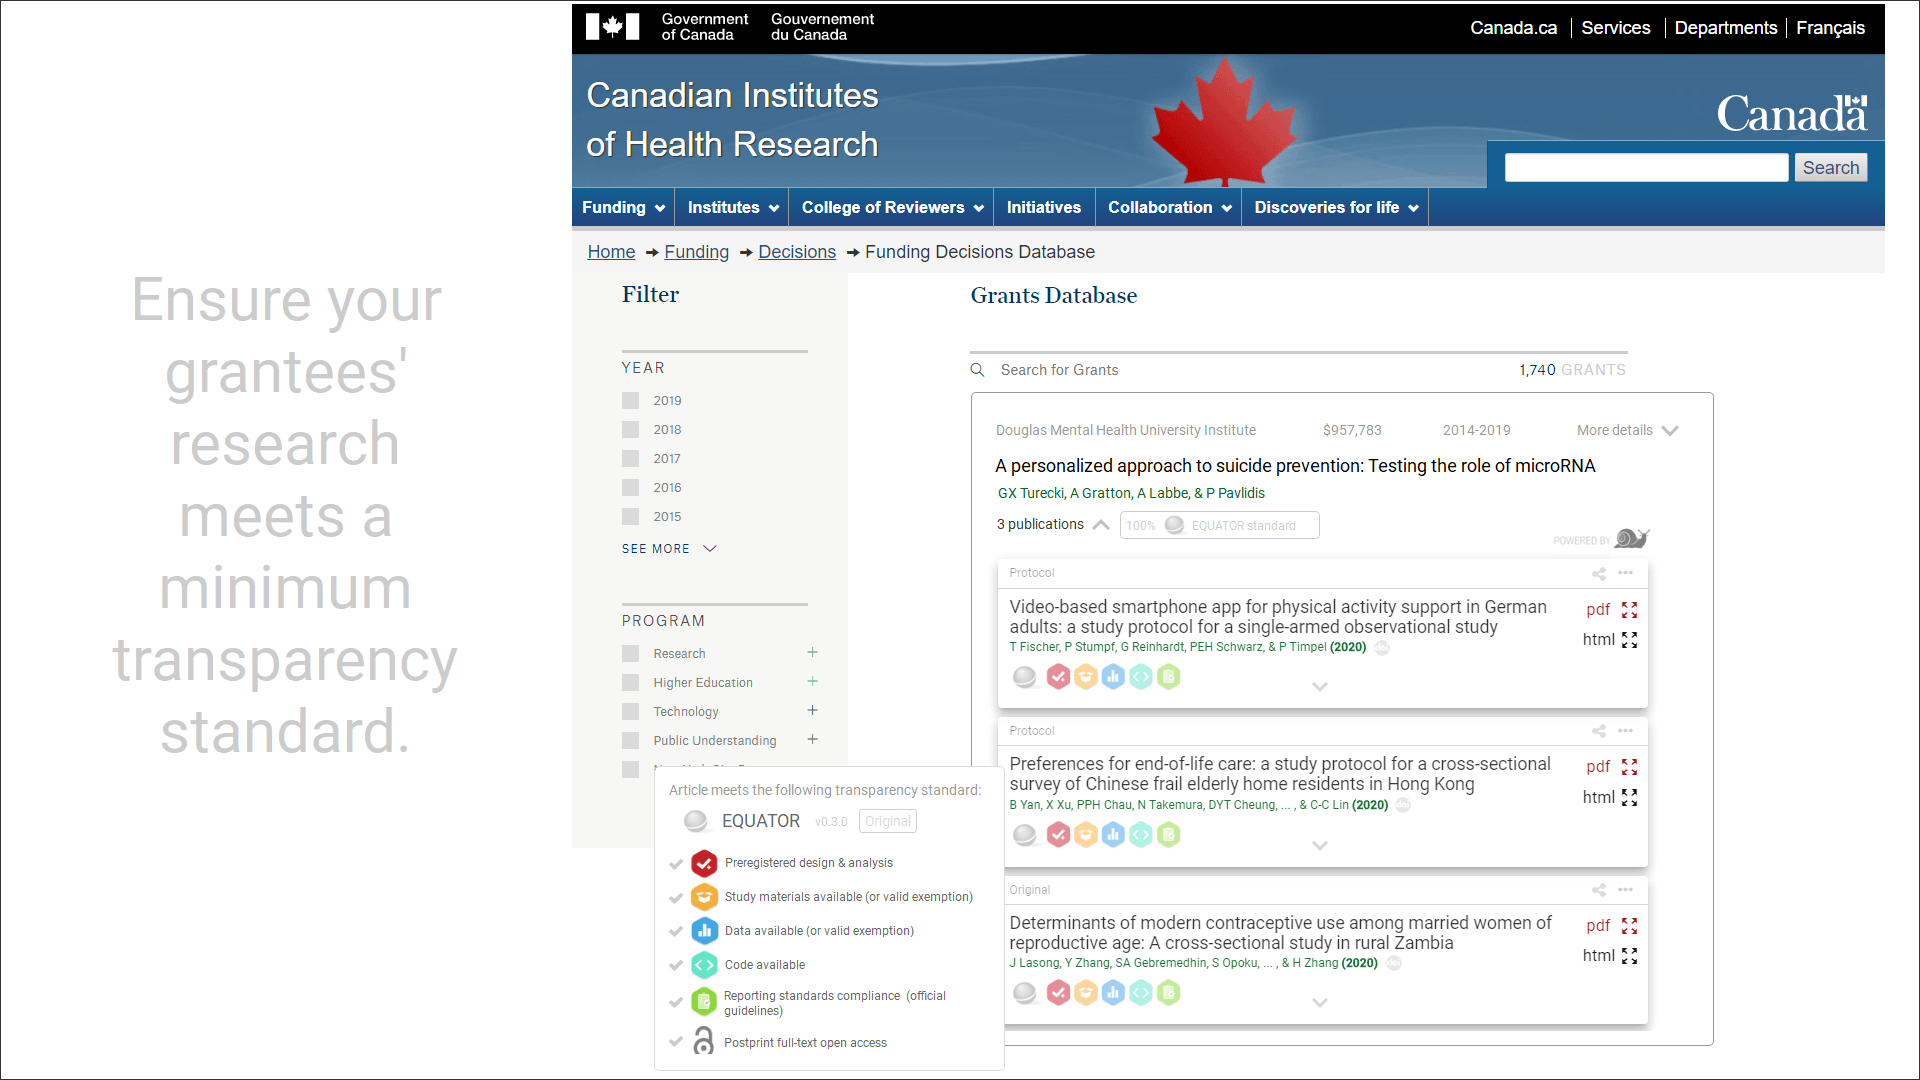 Ensure your
grantees'
research
meets a
minimum
transparency
standard.
Government of Canada
Gouvernement du Canada
Canada.ca
Services
Departments
Français
Canadian Institutes
of Health Research
Canada
Search
Funding
Institutes
College of Reviewers
Initiatives
Collaboration
Discoveries for life
Home
Funding
Decisions
Funding Decisions Database
Filter
YEAR
2019
2018
2017
2016
2015
SEE MORE
PROGRAM
Research
Higher Education
Technology
Public Understanding
Grants Database
Search for Grants
1,740 GRANTS
Douglas Mental Health University Institute
$957,783
2014-2019
More details
A personalized approach to suicide prevention: Testing the role of microRNA
GX Turecki, A Gratton, A Labbe, & P Pavlidis
3 publications
100% EQUATOR standard
POWERED BY
Protocol
Video-based smartphone app for physical activity support in German
adults: a study protocol for a single-armed observational study
T Fischer, P Stumpf, G Reinhardt, PEH Schwarz, & P Timpel (2020) doi
pdf
html
Protocol
Preferences for end-of-life care: a study protocol for a cross-sectional
survey of Chinese frail elderly home residents in Hong Kong
B Yan, X Xu, PPH Chau, N Takemura, DYT Cheung, ... , & C-C Lin (2020) doi
pdf
html
Original
Determinants of modern contraceptive use among married women of
reproductive age: A cross-sectional study in rural Zambia
J Lasong, Y Zhang, SA Gebremedhin, S Opoku, ... , & H Zhang (2020) doi
pdf
html
Article meets the following transparency standard:
EQUATOR v0.3.0 Original
Preregistered design & analysis
Study materials available (or valid exemption)
Data available (or valid exemption)
Code available
Reporting standards compliance (official
guidelines)
Postprint full-text open access